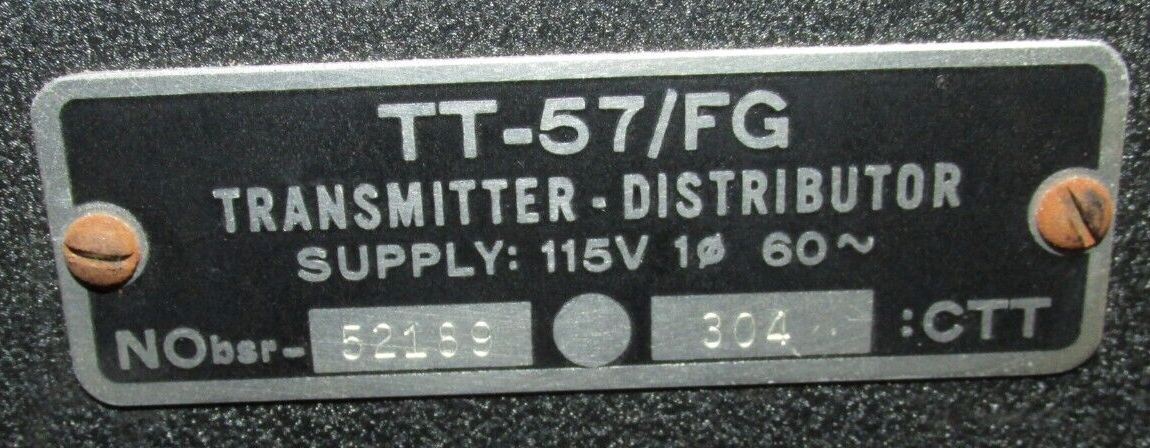 TT-57/FG
TRANSMITTER - DISTRIBUTOR
SUPPLY: 115V 1ø 60~
NObsr- 52189 304 :CTT